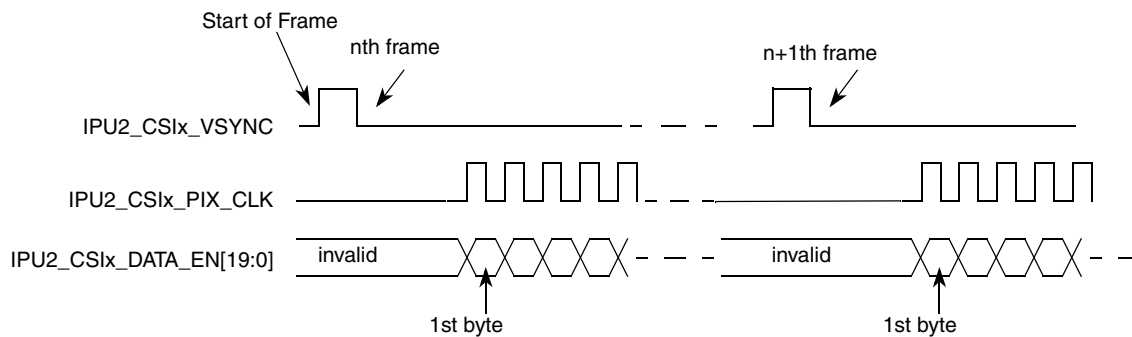 Start of Frame
nth frame
n+1th frame
IPU2_CSIx_VSYNC
IPU2_CSIx_PIX_CLK
IPU2_CSIx_DATA_EN[19:0]
invalid
invalid
1st byte
1st byte